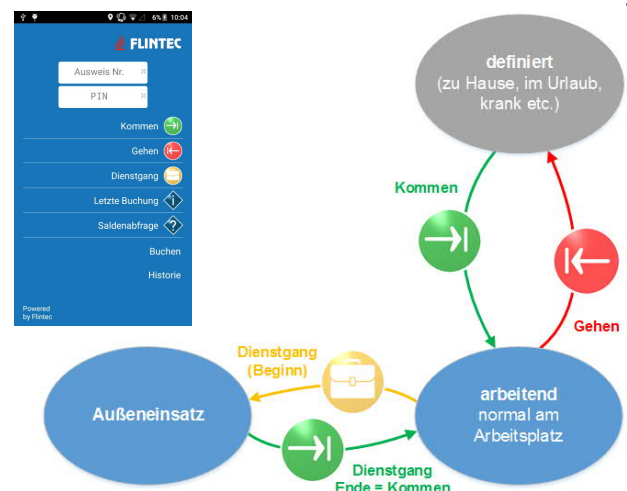 6% 10:04
FLINTEC
Ausweis Nr.
PIN
Kommen
Gehen
Dienstgang
Letzte Buchung
Saldenabfrage
Buchen
Historie
Powered
by Flintec
definiert
(zu Hause, im Urlaub,
krank etc.)
Kommen
Gehen
Dienstgang
(Beginn)
Außeneinsatz
arbeitend
normal am
Arbeitsplatz
Dienstgang
Ende = Kommen